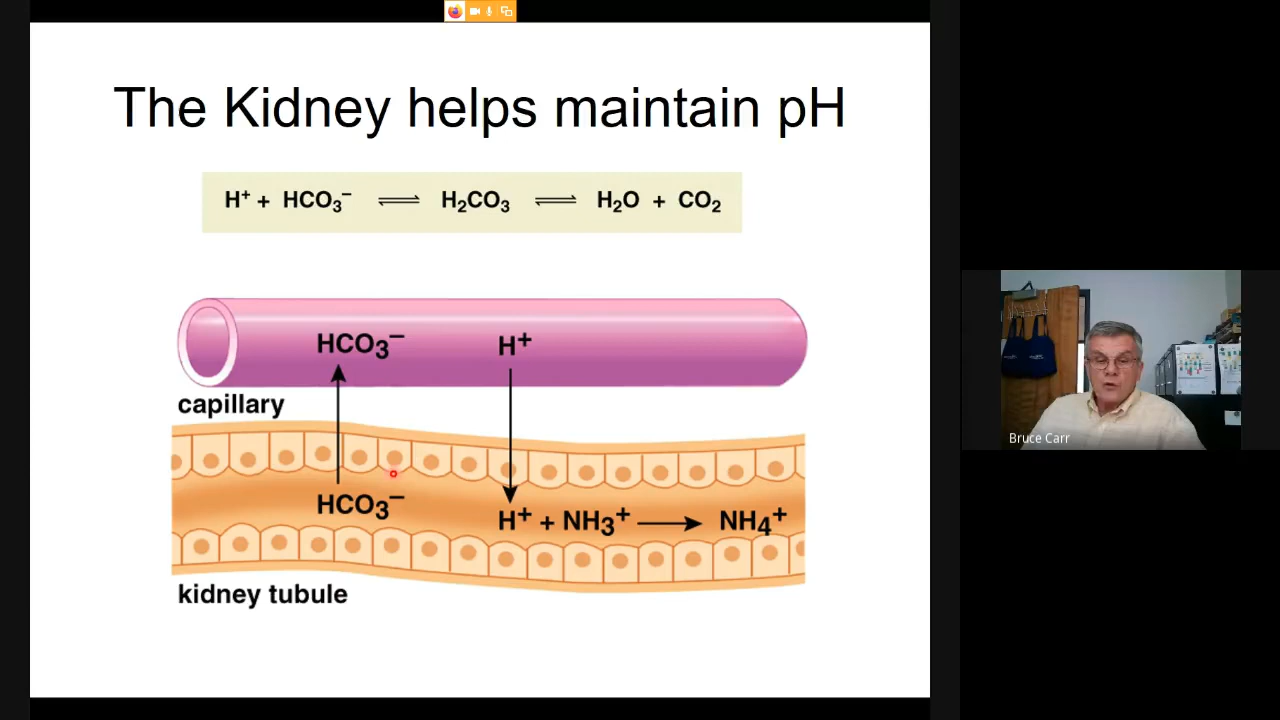 The Kidney helps maintain pH
H⁺ + HCO₃⁻ ⇌ H₂CO₃ ⇌ H₂O + CO₂
HCO₃⁻ H⁺
capillary
HCO₃⁻
H⁺ + NH₃⁺ → NH₄⁺
kidney tubule
Bruce Carr